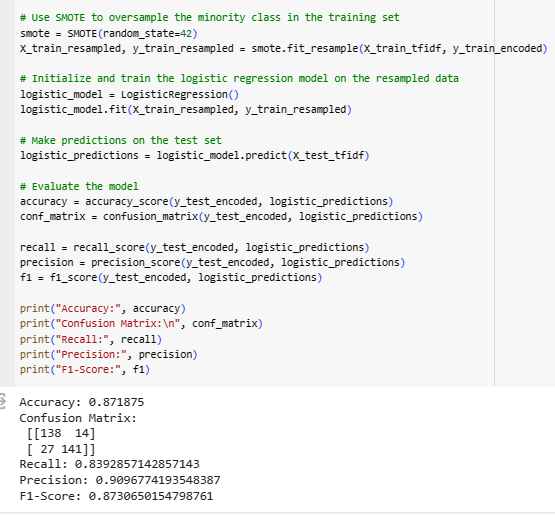 # Use SMOTE to oversample the minority class in the training set
smote = SMOTE(random_state=42)
X_train_resampled, y_train_resampled = smote.fit_resample(X_train_tfidf, y_train_encoded)
# Initialize and train the logistic regression model on the resampled data
logistic_model = LogisticRegression()
logistic_model.fit(X_train_resampled, y_train_resampled)
# Make predictions on the test set
logistic_predictions = logistic_model.predict(X_test_tfidf)
# Evaluate the model
accuracy = accuracy_score(y_test_encoded, logistic_predictions)
conf_matrix = confusion_matrix(y_test_encoded, logistic_predictions)
recall = recall_score(y_test_encoded, logistic_predictions)
precision = precision_score(y_test_encoded, logistic_predictions)
f1 = f1_score(y_test_encoded, logistic_predictions)
print("Accuracy:", accuracy)
print("Confusion Matrix:\n", conf_matrix)
print("Recall:", recall)
print("Precision:", precision)
print("F1-Score:", f1)
Accuracy: 0.871875
Confusion Matrix:
[[138  14]
[ 27 141]]
Recall: 0.8392857142857143
Precision: 0.9096774193548387
F1-Score: 0.8730650154798761